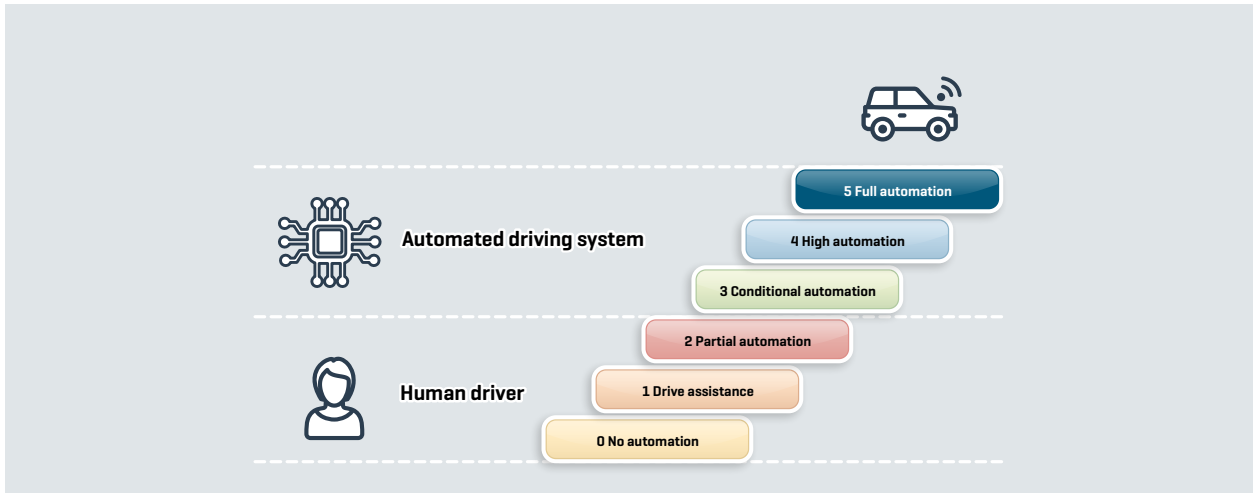 5 Full automation
Automated driving system
4 High automation
3 Conditional automation
2 Partial automation
Human driver
1 Drive assistance
0 No automation